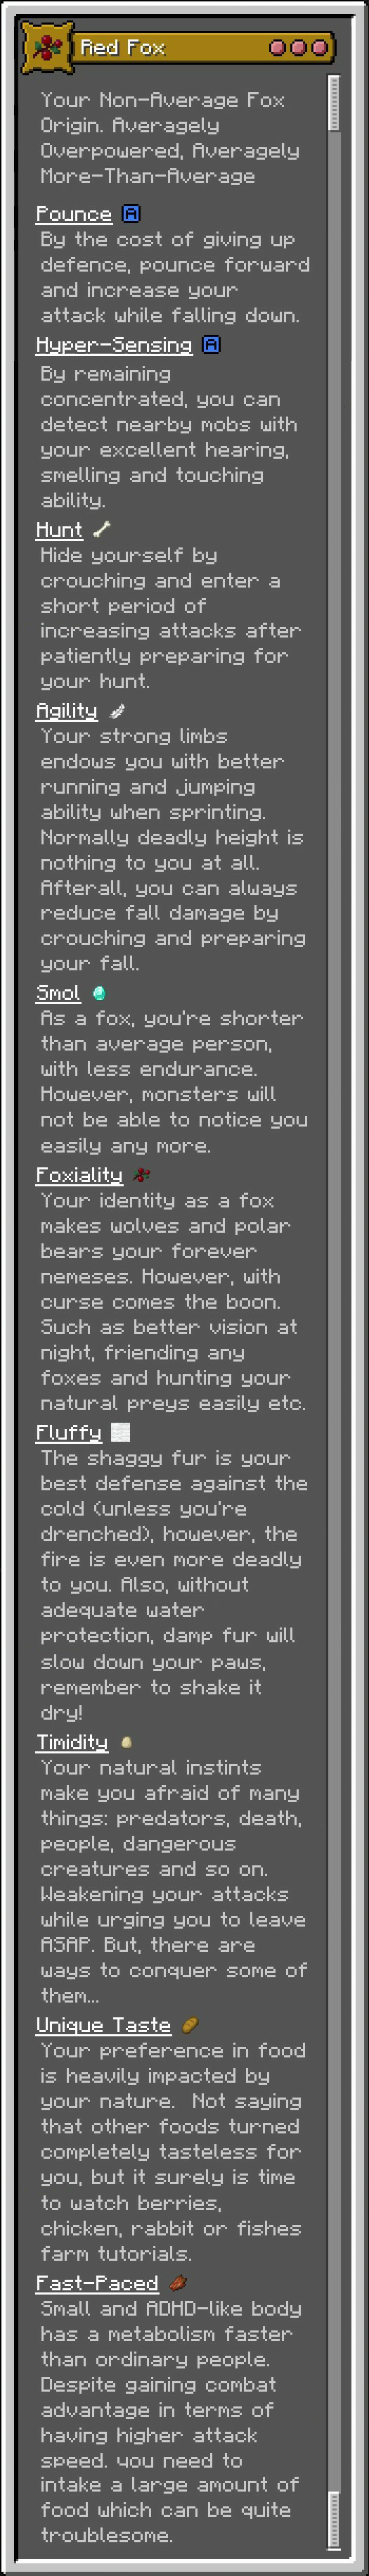 Red Fox
Your Non-Average Fox
Origin. Averagely
Overpowered, Averagely
More-Than-Average
Pounce A
By the cost of giving up
defence, pounce forward
and increase your
attack while falling down.
Hyper-Sensing A
By remaining
concentrated, you can
detect nearby mobs with
your excellent hearing,
smelling and touching
ability.
Hunt
Hide yourself by
crouching and enter a
short period of
increasing attacks after
patiently preparing for
your hunt.
Agility
Your strong limbs
endows you with better
running and jumping
ability when sprinting.
Normally deadly height is
nothing to you at all.
Afterall, you can always
reduce fall damage by
crouching and preparing
your fall.
Smol
As a fox, you're shorter
than average person,
with less endurance.
However, monsters will
not be able to notice you
easily any more.
Foxiality
Your identity as a fox
makes wolves and polar
bears your forever
nemeses. However, with
curse comes the boon.
Such as better vision at
night, friending any
foxes and hunting your
natural preys easily etc.
Fluffy
The shaggy fur is your
best defense against the
cold (unless you're
drenched), however, the
fire is even more deadly
to you. Also, without
adequate water
protection, damp fur will
slow down your paws,
remember to shake it
dry!
Timidity
Your natural instints
make you afraid of many
things: predators, death,
people, dangerous
creatures and so on.
Weakening your attacks
while urging you to leave
ASAP. But, there are
ways to conquer some of
them...
Unique Taste
Your preference in food
is heavily impacted by
your nature.  Not saying
that other foods turned
completely tasteless for
you, but it surely is time
to watch berries,
chicken, rabbit or fishes
farm tutorials.
Fast-Paced
Small and ADHD-like body
has a metabolism faster
than ordinary people.
Despite gaining combat
advantage in terms of
having higher attack
speed. you need to
intake a large amount of
food which can be quite
troublesome.